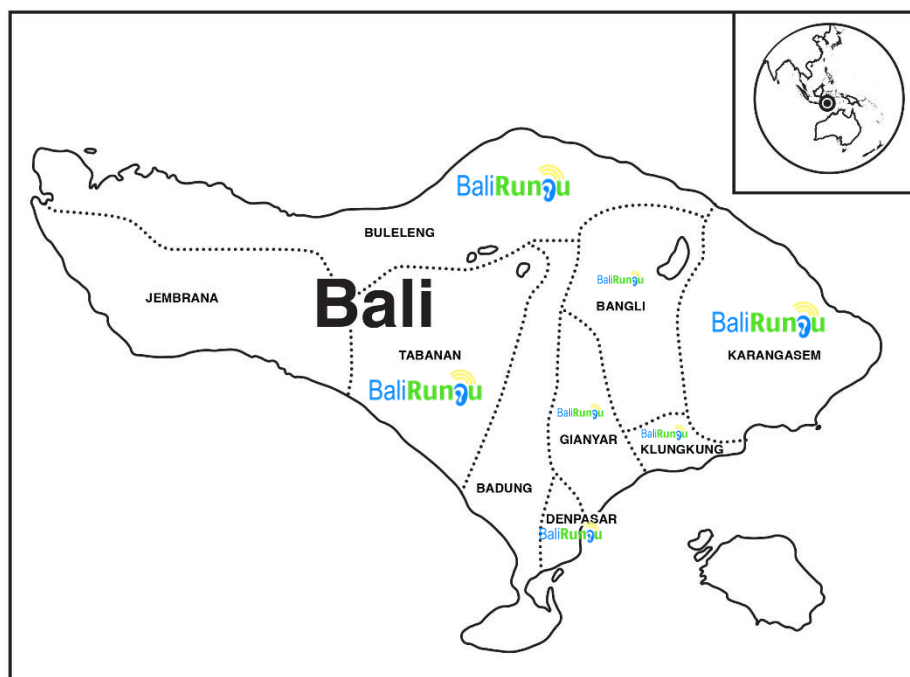 BaliRungu
BULELENG
BaliRungu
BANGLI
JEMBRANA
Bali
BaliRungu
KARANGASEM
TABANAN
BaliRungu
BaliRungu
GIANYAR
BaliRungu
KLUNGKUNG
BADUNG
DENPASAR
BaliRungu